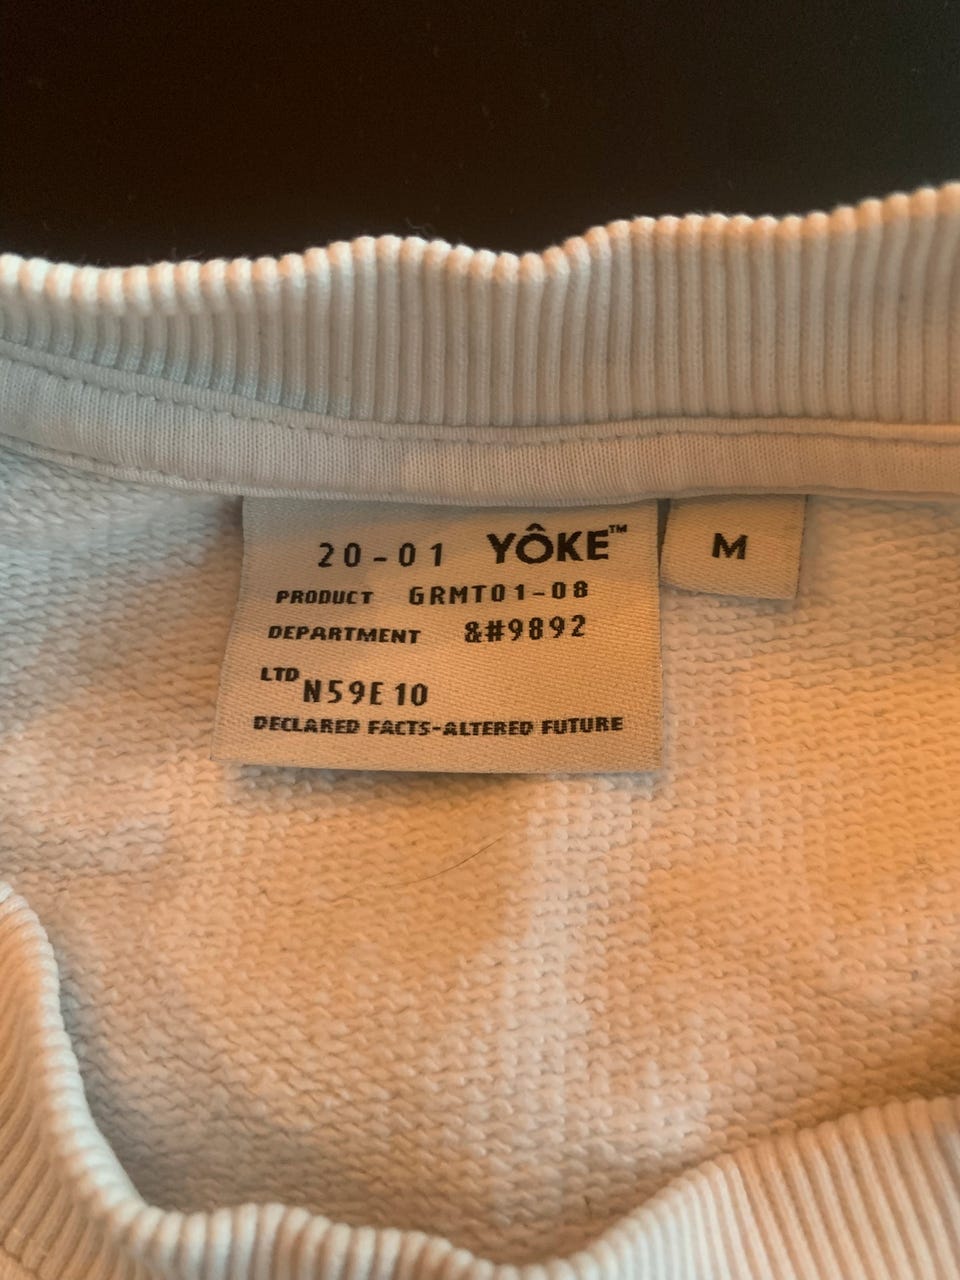 20-01 YÔKE™
PRODUCT GRMT01-08
DEPARTMENT &#9892
LTD N59E10
DECLARED FACTS-ALTERED FUTURE
M